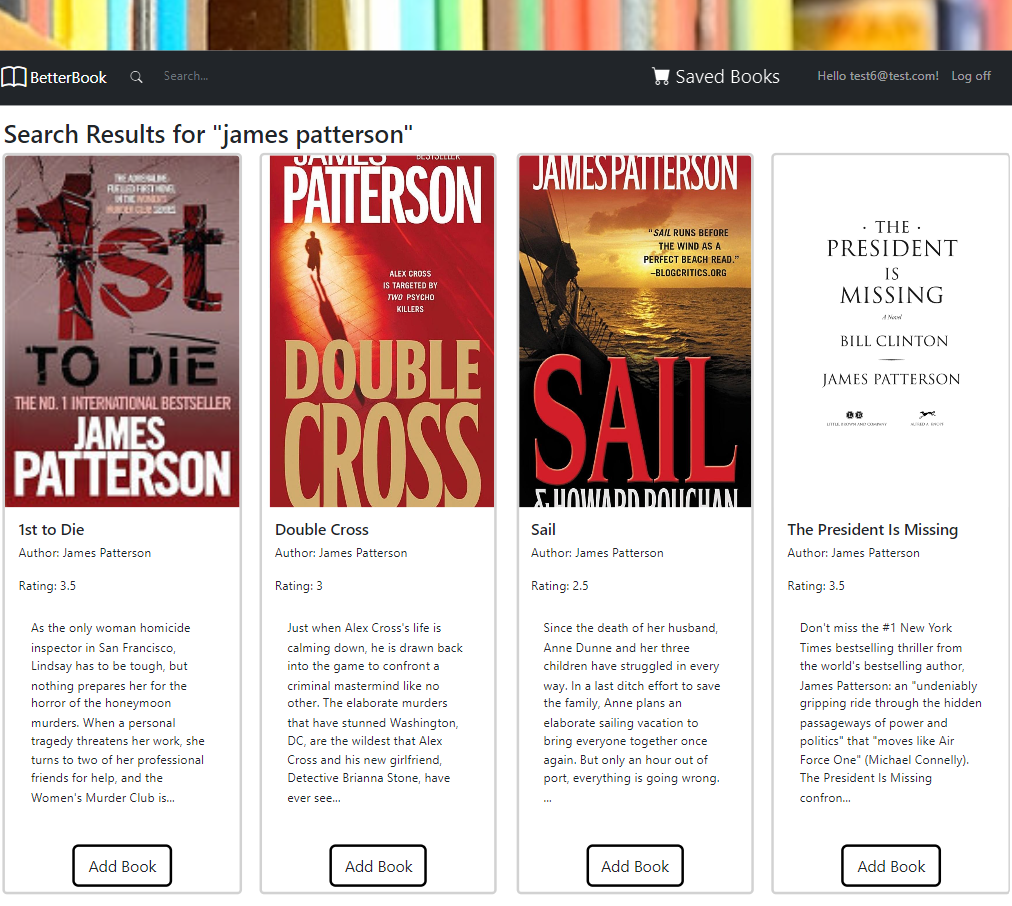 BetterBook
Search...
Saved Books
Hello test6@test.com!
Log off
Search Results for "james patterson"
THE ADRENALINE-
FUELLED FIRST NOVEL
IN THE WOMEN'S
MURDER CLUB SERIES
1st
TO DIE
THE NO. 1 INTERNATIONAL BESTSELLER
JAMES
PATTERSON
1st to Die
Author: James Patterson
Rating: 3.5
As the only woman homicide
inspector in San Francisco,
Lindsay has to be tough, but
nothing prepares her for the
horror of the honeymoon
murders. When a personal
tragedy threatens her work, she
turns to two of her professional
friends for help, and the
Women's Murder Club is...
Add Book
JAMES
BESTSELLER
PATTERSON
ALEX CROSS
IS TARGETED BY
TWO PSYCHO
KILLERS
DOUBLE
CROSS
Double Cross
Author: James Patterson
Rating: 3
Just when Alex Cross's life is
calming down, he is drawn back
into the game to confront a
criminal mastermind like no
other. The elaborate murders
that have stunned Washington,
DC, are the wildest that Alex
Cross and his new girlfriend,
Detective Brianna Stone, have
ever see...
Add Book
JAMES PATTERSON
"SAIL RUNS BEFORE
THE WIND AS A
PERFECT BEACH READ."
–BLOGCRITICS.ORG
SAIL
& HOWARD ROUGHAN
Sail
Author: James Patterson
Rating: 2.5
Since the death of her husband,
Anne Dunne and her three
children have struggled in every
way. In a last ditch effort to save
the family, Anne plans an
elaborate sailing vacation to
bring everyone together once
again. But only an hour out of
port, everything is going wrong.
...
Add Book
· THE ·
PRESIDENT
IS
MISSING
A Novel
BILL CLINTON
JAMES PATTERSON
LITTLE, BROWN AND COMPANY
ALFRED A. KNOPF
The President Is Missing
Author: James Patterson
Rating: 3.5
Don't miss the #1 New York
Times bestselling thriller from
the world's bestselling author,
James Patterson: an "undeniably
gripping ride through the hidden
passageways of power and
politics" that "moves like Air
Force One" (Michael Connelly).
The President Is Missing
confron...
Add Book